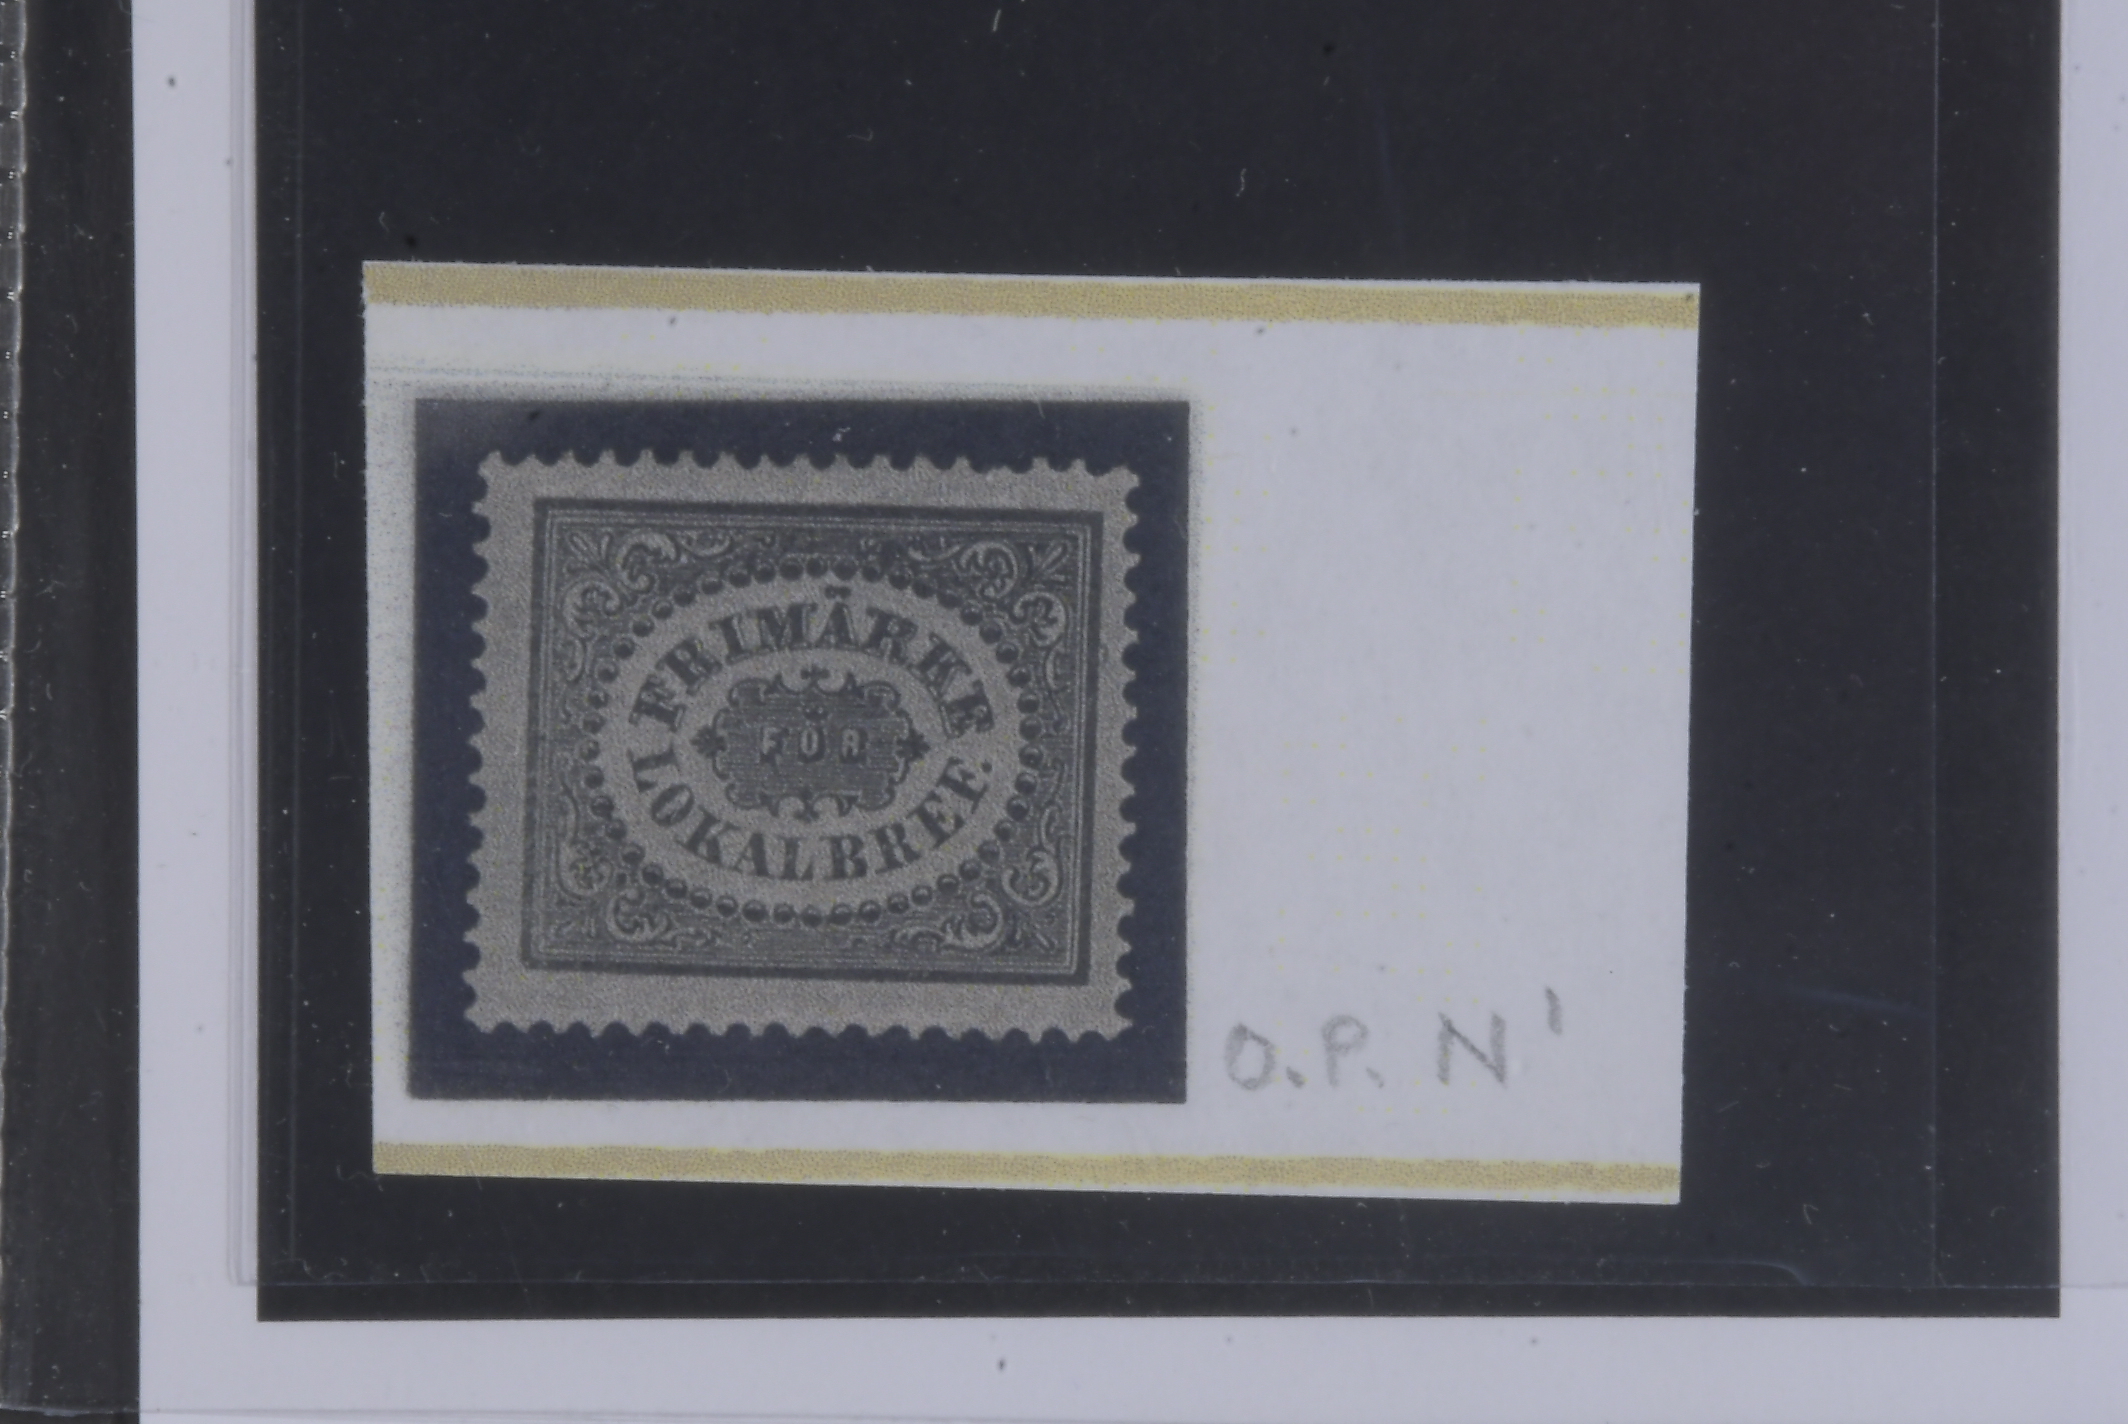 FRIMÄRKE
FÖR
LOKALBREF.
O.P. N'